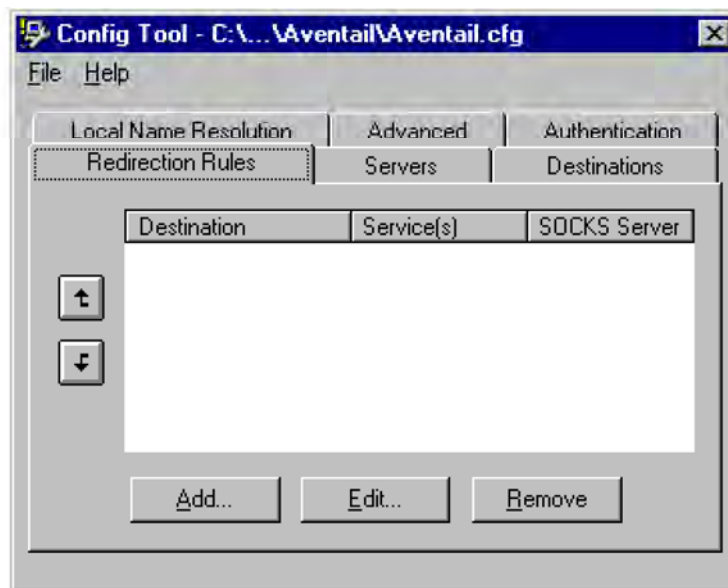 Config Tool - C:\...\Aventail\Aventail.cfg
File Help
Local Name Resolution Advanced Authentication
Redirection Rules Servers Destinations
Destination Service(s) SOCKS Server
Add... Edit... Remove